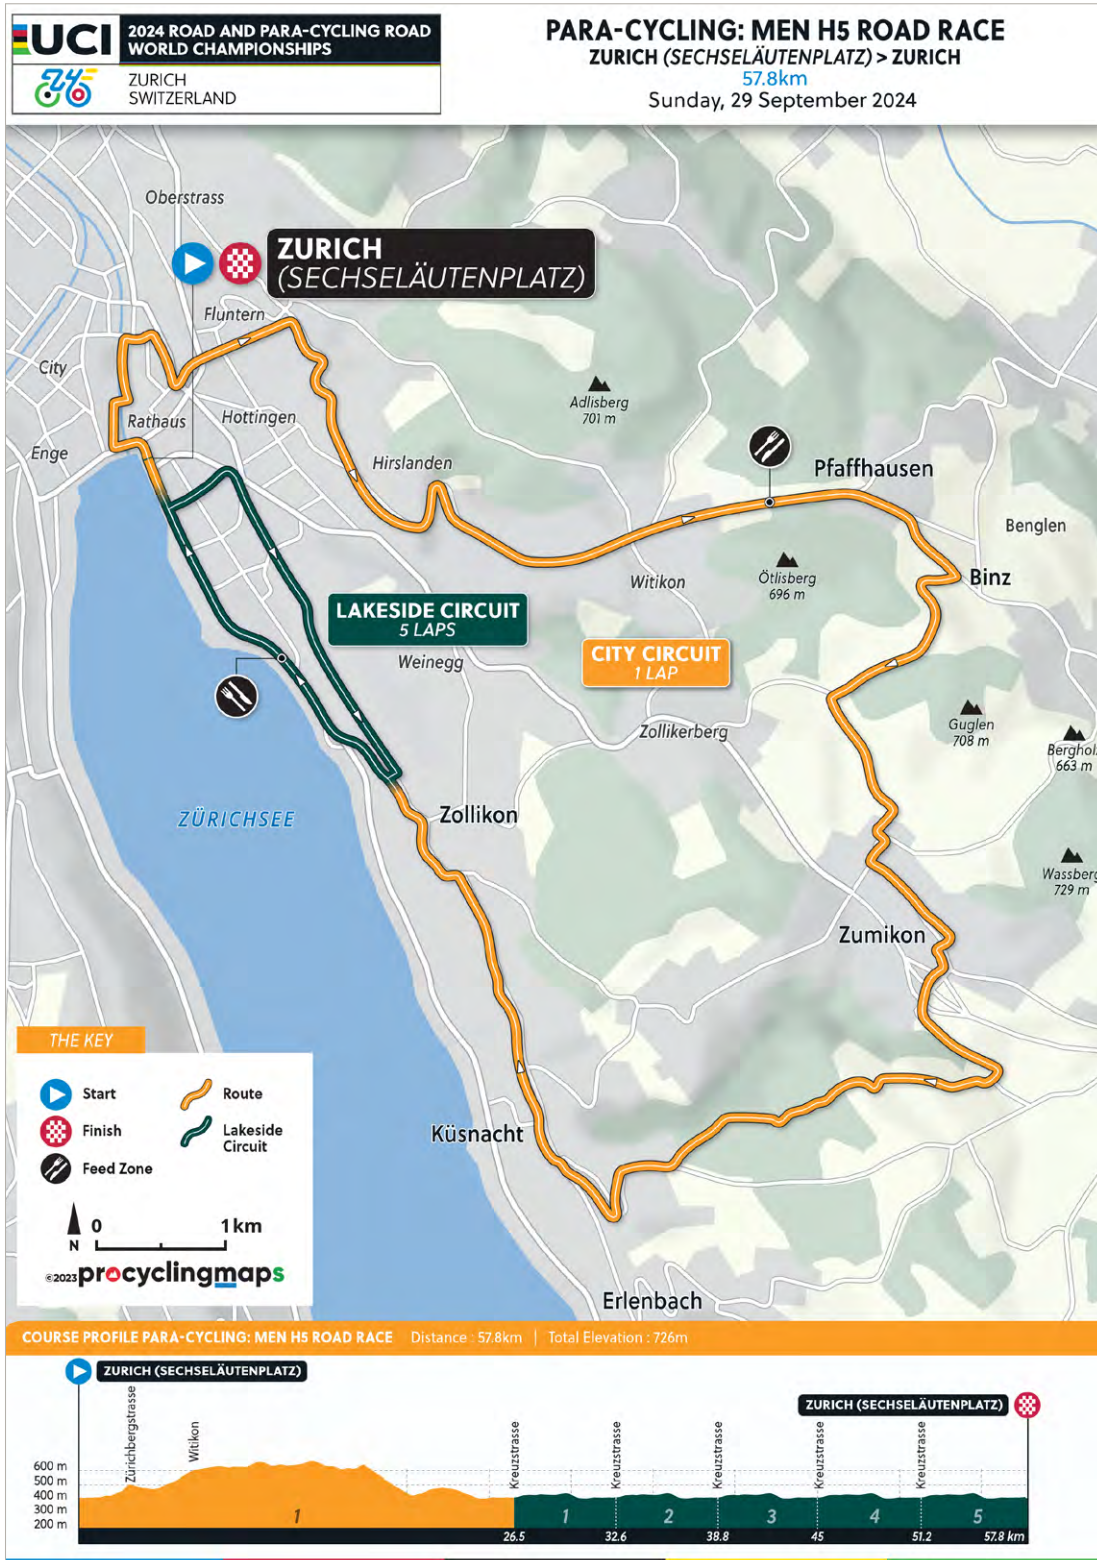 UCI
2024 ROAD AND PARA-CYCLING ROAD
WORLD CHAMPIONSHIPS
ZURICH
SWITZERLAND
PARA-CYCLING: MEN H5 ROAD RACE
ZURICH (SECHSELÄUTENPLATZ) > ZURICH
57.8km
Sunday, 29 September 2024
Oberstrass
ZURICH
(SECHSELÄUTENPLATZ)
Fluntern
City
Adlisberg
701 m
Rathaus
Hottingen
Enge
Hirslanden
Pfaffhausen
Benglen
Witikon
Ötlisberg
696 m
Binz
LAKESIDE CIRCUIT
5 LAPS
Weinegg
CITY CIRCUIT
1 LAP
Zollikerberg
Guglen
708 m
Bergholz
663 m
ZÜRICHSEE
Zollikon
Wassberg
729 m
Zumikon
THE KEY
Start
Route
Finish
Lakeside
Circuit
Feed Zone
Küsnacht
0
1 km
N
©2023 procyclingmaps
Erlenbach
COURSE PROFILE PARA-CYCLING: MEN H5 ROAD RACE Distance : 57.8km | Total Elevation : 726m
ZURICH (SECHSELÄUTENPLATZ)
ZURICH (SECHSELÄUTENPLATZ)
Zürichbergstrasse
Witikon
Kreuzstrasse
Kreuzstrasse
Kreuzstrasse
Kreuzstrasse
Kreuzstrasse
600 m
500 m
400 m
300 m
200 m
1
1
2
3
4
5
26.5
32.6
38.8
45
51.2
57.8 km